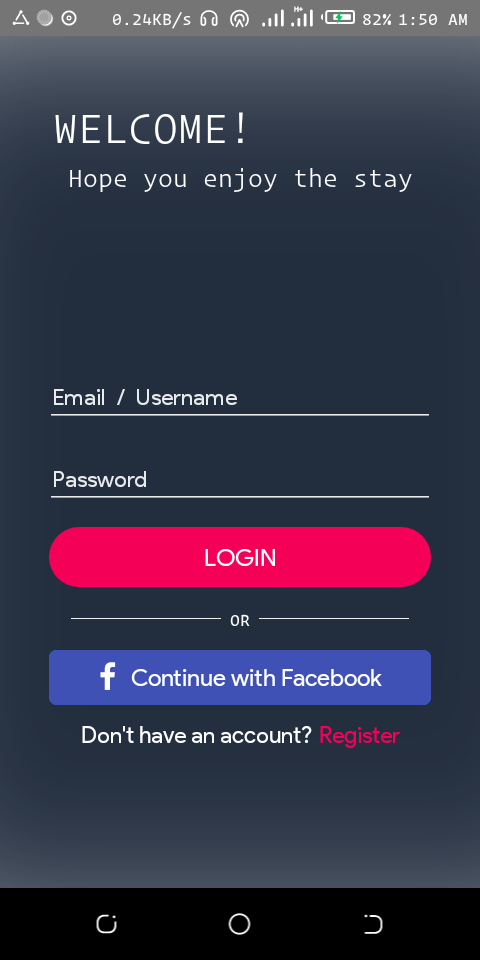 0.24KB/s H+ 82% 1:50 AM
WELCOME!
Hope you enjoy the stay
Email / Username
Password
LOGIN
OR
f Continue with Facebook
Don't have an account? Register